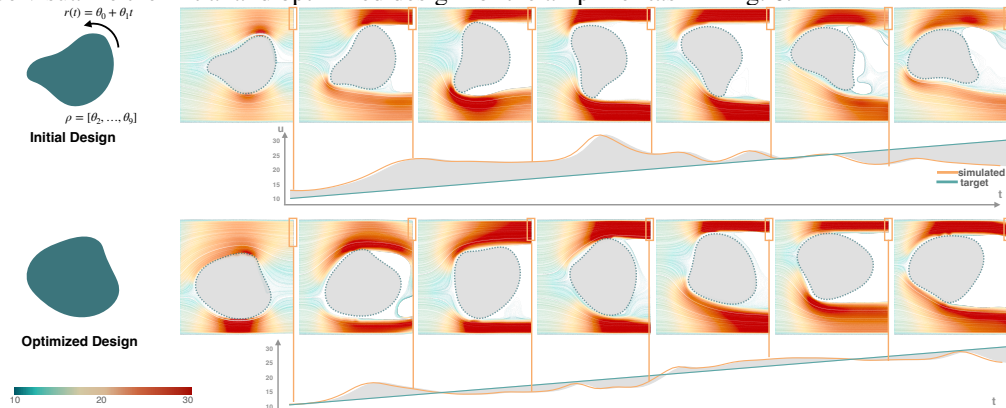 r(t) = θ₀ + θ₁t
ρ = [θ₂, …, θ₉]
Initial Design
u
30
25
20
15
10
simulated
target
t
Optimized Design
30
25
20
15
10
t
10 20 30